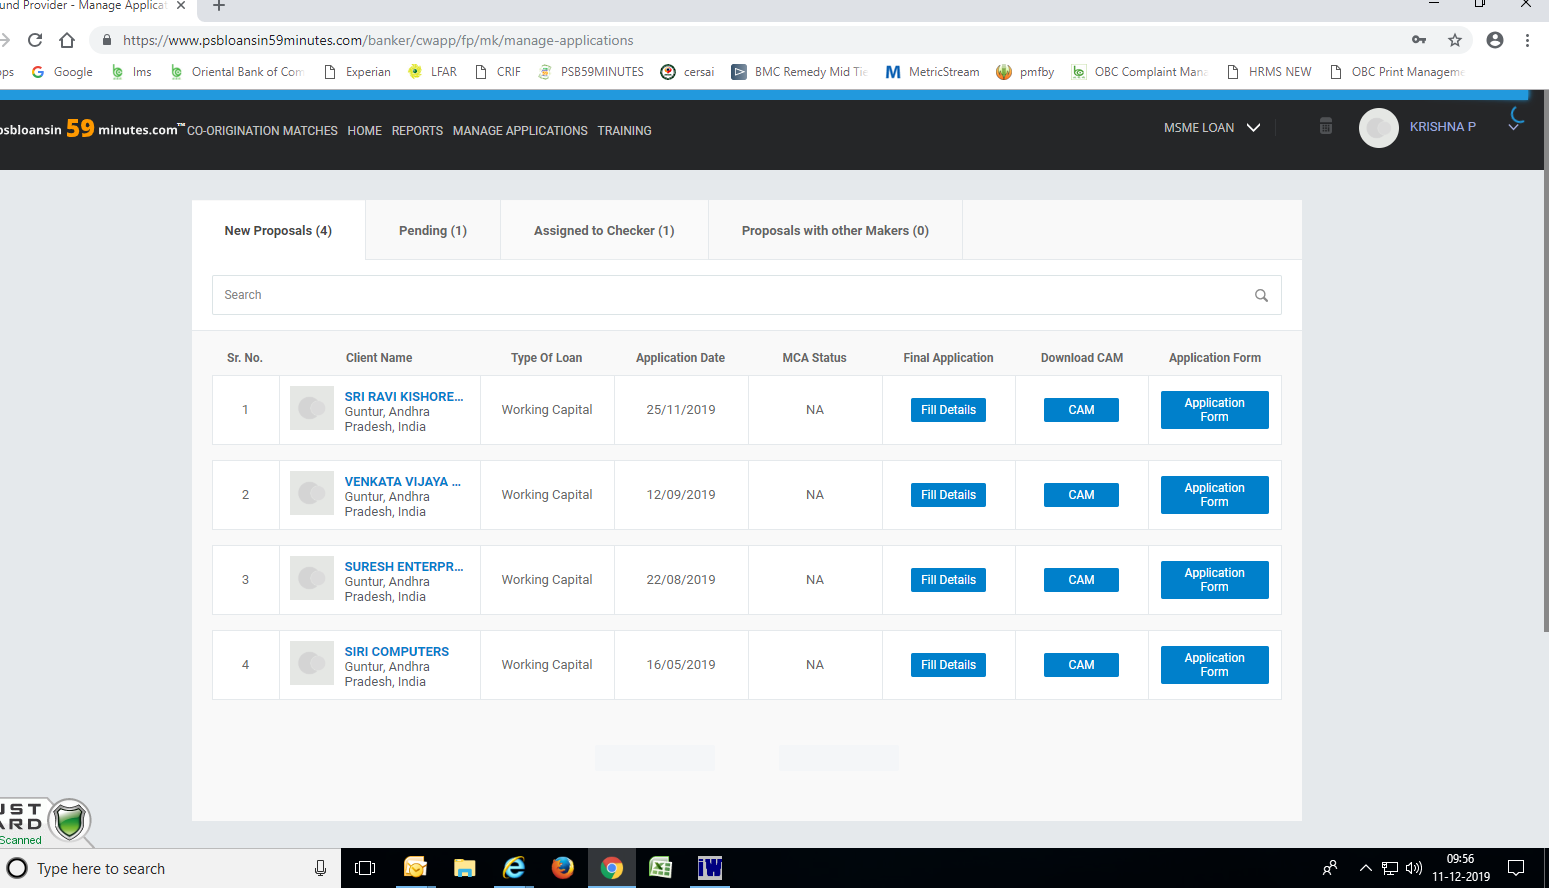 und Provider - Manage Applicat
https://www.psbloansin59minutes.com/banker/cwapp/fp/mk/manage-applications
ps Google lms Oriental Bank of Com Experian LFAR CRIF PSB59MINUTES cersai BMC Remedy Mid Tie MetricStream pmfby OBC Complaint Mana HRMS NEW OBC Print Manageme
psbloansin 59 minutes.com™ CO-ORIGINATION MATCHES HOME REPORTS MANAGE APPLICATIONS TRAINING MSME LOAN KRISHNA P
New Proposals (4) Pending (1) Assigned to Checker (1) Proposals with other Makers (0)
Search
Sr. No. Client Name Type Of Loan Application Date MCA Status Final Application Download CAM Application Form
1 SRI RAVI KISHORE... Guntur, Andhra Pradesh, India Working Capital 25/11/2019 NA Fill Details CAM Application Form
2 VENKATA VIJAYA ... Guntur, Andhra Pradesh, India Working Capital 12/09/2019 NA Fill Details CAM Application Form
3 SURESH ENTERPR... Guntur, Andhra Pradesh, India Working Capital 22/08/2019 NA Fill Details CAM Application Form
4 SIRI COMPUTERS Guntur, Andhra Pradesh, India Working Capital 16/05/2019 NA Fill Details CAM Application Form
UST
ARD
Scanned
Type here to search
09:56
11-12-2019